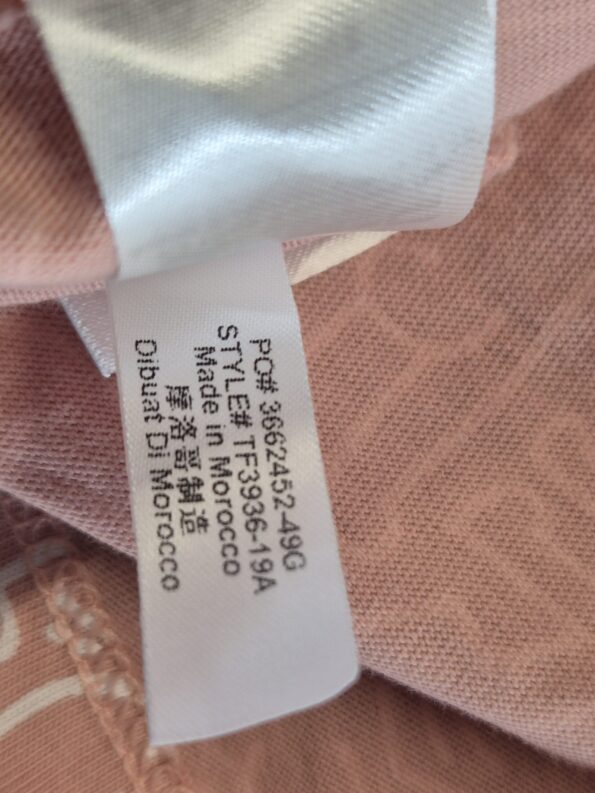 PO# 3662452-49G
STYLE# TF3936-19A
Made in Morocco
摩洛哥制造
Dibuat Di Morocco